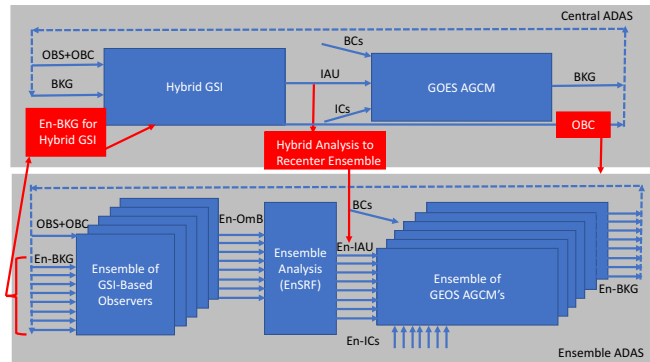 Central ADAS
OBS+OBC
BKG
Hybrid GSI
IAU
BCs
ICs
GOES AGCM
BKG
En-BKG for
Hybrid GSI
Hybrid Analysis to
Recenter Ensemble
OBC
OBS+OBC
En-BKG
Ensemble of
GSI-Based
Observers
En-OmB
Ensemble
Analysis
(EnSRF)
BCs
En-IAU
Ensemble of
GEOS AGCM's
En-BKG
En-ICs
Ensemble ADAS